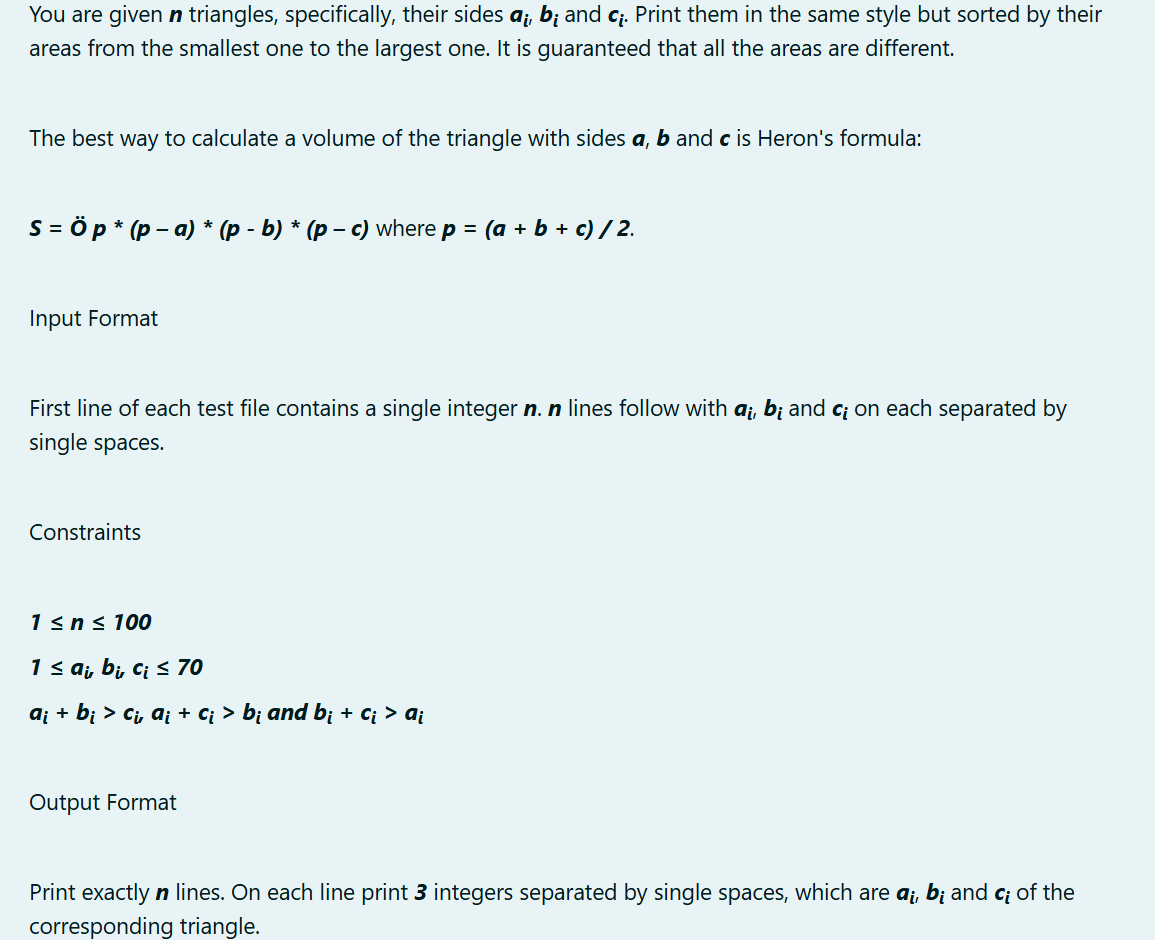 You are given n triangles, specifically, their sides ai, bi and ci. Print them in the same style but sorted by their
areas from the smallest one to the largest one. It is guaranteed that all the areas are different.
The best way to calculate a volume of the triangle with sides a, b and c is Heron's formula:
S = Ö p * (p – a) * (p - b) * (p – c) where p = (a + b + c) / 2.
Input Format
First line of each test file contains a single integer n. n lines follow with ai, bi and ci on each separated by
single spaces.
Constraints
1 ≤ n ≤ 100
1 ≤ ai, bi, ci ≤ 70
ai + bi > ci, ai + ci > bi and bi + ci > ai
Output Format
Print exactly n lines. On each line print 3 integers separated by single spaces, which are ai, bi and ci of the
corresponding triangle.